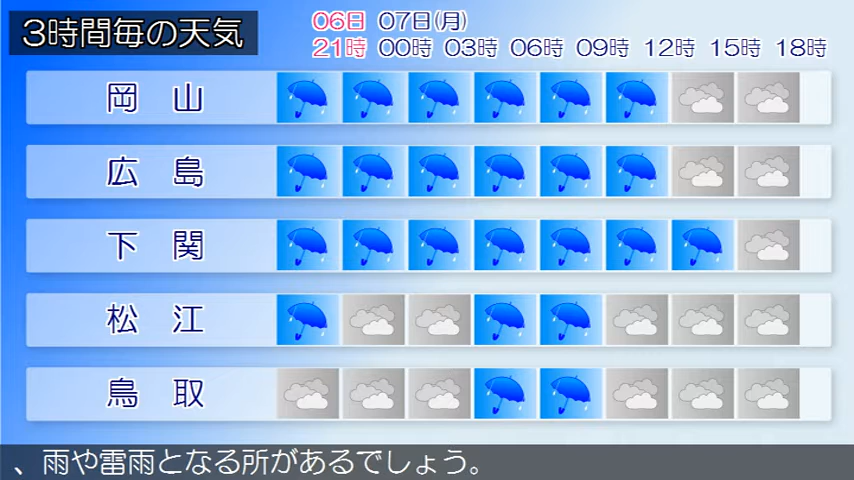 3時間毎の天気
06日 07日(月)
21時 00時 03時 06時 09時 12時 15時 18時
岡 山
広 島
下 関
松 江
鳥 取
、雨や雷雨となる所があるでしょう。